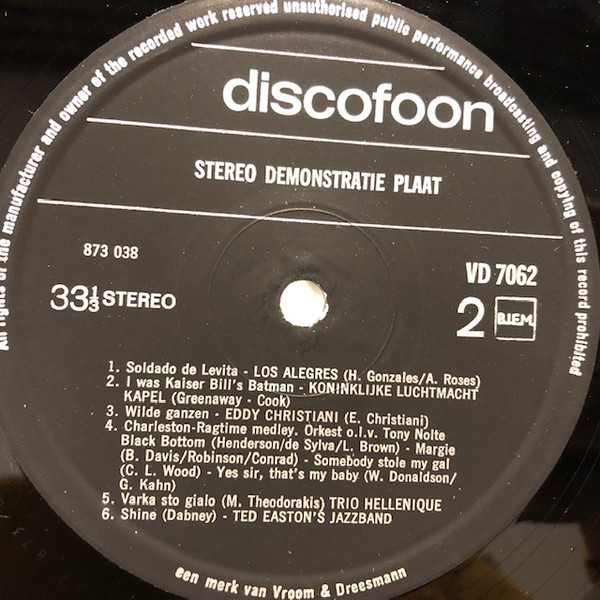 All rights of the manufacturer and owner of the recorded work reserved unauthorised public performance broadcasting and copying of this record prohibited
discofoon
STEREO DEMONSTRATIE PLAAT
873 038
VD 7062
33⅓ STEREO
2 B.I.E.M.
1. Soldado de Levita - LOS ALEGRES (H. Gonzales/A. Roses)
2. I was Kaiser Bill's Batman - KONINKLIJKE LUCHTMACHT
KAPEL (Greenaway - Cook)
3. Wilde ganzen - EDDY CHRISTIANI (E. Christiani)
4. Charleston-Ragtime medley. Orkest o.l.v. Tony Nolte
Black Bottom (Henderson/de Sylva/L. Brown) - Margie
(B. Davis/Robinson/Conrad) - Somebody stole my gal
(C. L. Wood) - Yes sir, that's my baby (W. Donaldson/
G. Kahn)
5. Varka sto gialo (M. Theodorakis) TRIO HELLENIQUE
6. Shine (Dabney) - TED EASTON'S JAZZBAND
een merk van Vroom & Dreesmann